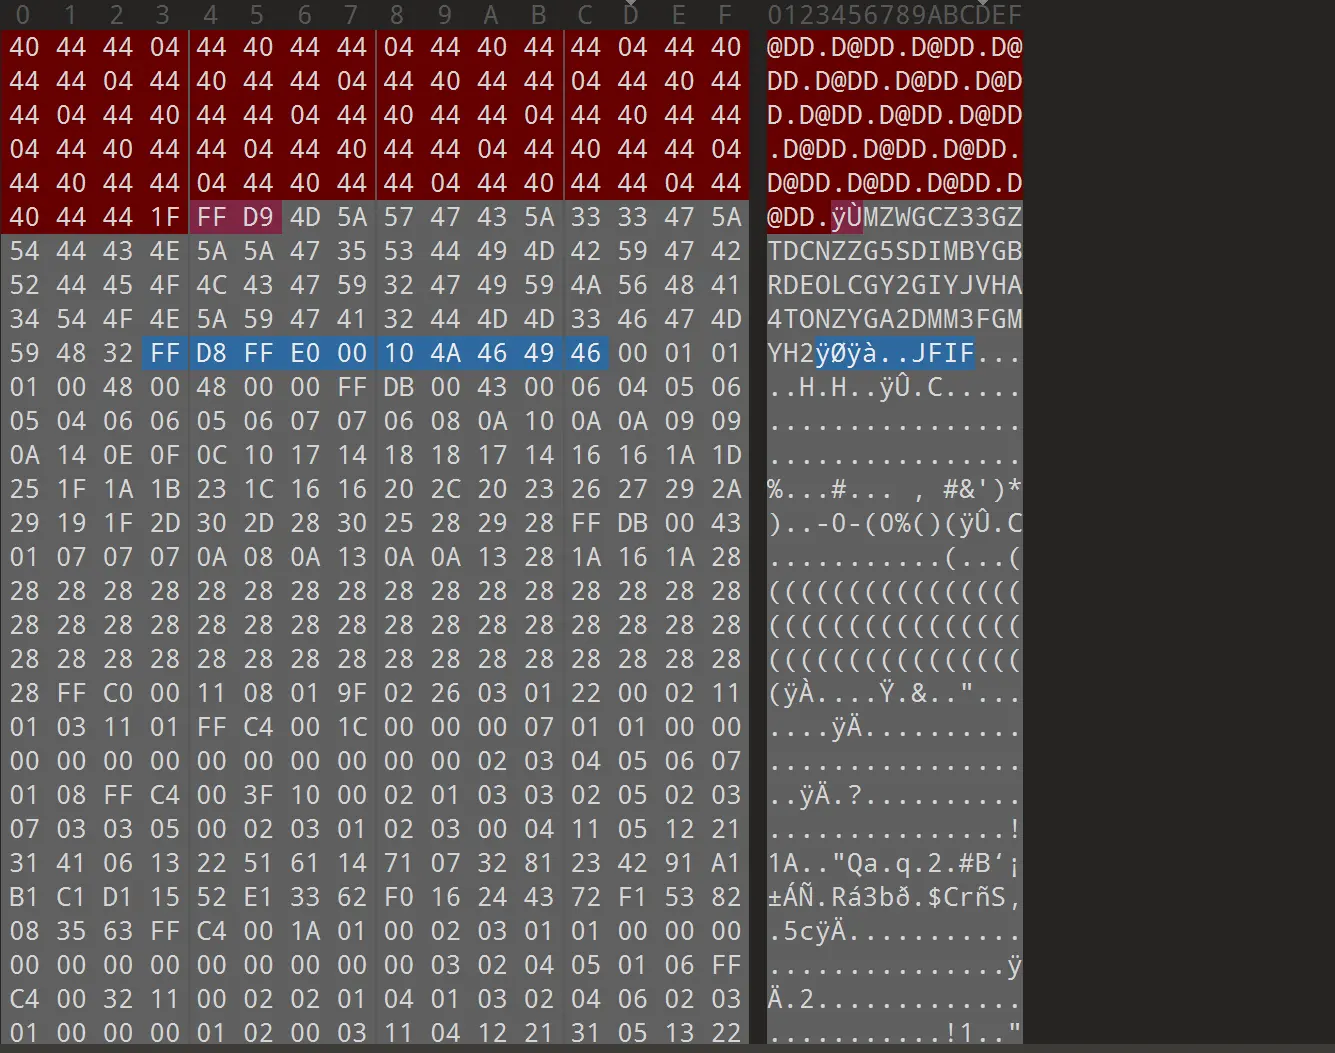 0 1 2 3 4 5 6 7 8 9 A B C D E F 0123456789ABCDEF
40 44 44 04 44 40 44 44 04 44 40 44 44 04 44 40 @DD.D@DD.D@DD.D@
44 44 04 44 40 44 44 04 44 40 44 44 04 44 40 44 DD.D@DD.D@DD.D@D
44 04 44 40 44 44 04 44 40 44 44 04 44 40 44 44 D.D@DD.D@DD.D@DD
04 44 40 44 44 04 44 40 44 44 04 44 40 44 44 04 .D@DD.D@DD.D@DD.
44 40 44 44 04 44 40 44 44 04 44 40 44 44 04 44 D@DD.D@DD.D@DD.D
40 44 44 1F FF D9 4D 5A 57 47 43 5A 33 33 47 5A @DD.ÿÙMZWGCZ33GZ
54 44 43 4E 5A 5A 47 35 53 44 49 4D 42 59 47 42 TDCNZZG5SDIMBYGB
52 44 45 4F 4C 43 47 59 32 47 49 59 4A 56 48 41 RDEOLCGY2GIYJVHA
34 54 4F 4E 5A 59 47 41 32 44 4D 4D 33 46 47 4D 4TONZYGA2DMM3FGM
59 48 32 FF D8 FF E0 00 10 4A 46 49 46 00 01 01 YH2ÿØÿà..JFIF...
01 00 48 00 48 00 00 FF DB 00 43 00 06 04 05 06 ..H.H..ÿÛ.C.....
05 04 06 06 05 06 07 07 06 08 0A 10 0A 0A 09 09 ................
0A 14 0E 0F 0C 10 17 14 18 18 17 14 16 16 1A 1D ................
25 1F 1A 1B 23 1C 16 16 20 2C 20 23 26 27 29 2A %...#... , #&')*
29 19 1F 2D 30 2D 28 30 25 28 29 28 FF DB 00 43 )..-0-(0%()(ÿÛ.C
01 07 07 07 0A 08 0A 13 0A 0A 13 28 1A 16 1A 28 ...........(...(
28 28 28 28 28 28 28 28 28 28 28 28 28 28 28 28 ((((((((((((((((
28 28 28 28 28 28 28 28 28 28 28 28 28 28 28 28 ((((((((((((((((
28 28 28 28 28 28 28 28 28 28 28 28 28 28 28 28 ((((((((((((((((
28 FF C0 00 11 08 01 9F 02 26 03 01 22 00 02 11 (ÿÀ....Ÿ.&.."...
01 03 11 01 FF C4 00 1C 00 00 00 07 01 01 00 00 ....ÿÄ..........
00 00 00 00 00 00 00 00 00 00 02 03 04 05 06 07 ................
01 08 FF C4 00 3F 10 00 02 01 03 03 02 05 02 03 ..ÿÄ.?..........
07 03 03 05 00 02 03 01 02 03 00 04 11 05 12 21 ...............!
31 41 06 13 22 51 61 14 71 07 32 81 23 42 91 A1 1A.."Qa.q.2.#B‘¡
B1 C1 D1 15 52 E1 33 62 F0 16 24 43 72 F1 53 82 ±ÁÑ.Rá3bð.$CrñS‚
08 35 63 FF C4 00 1A 01 00 02 03 01 01 00 00 00 .5cÿÄ...........
00 00 00 00 00 00 00 00 00 03 02 04 05 01 06 FF ...............ÿ
C4 00 32 11 00 02 02 01 04 01 03 02 04 06 02 03 Ä.2.............
01 00 00 00 01 02 00 03 11 04 12 21 31 05 13 22 ...........!1.."